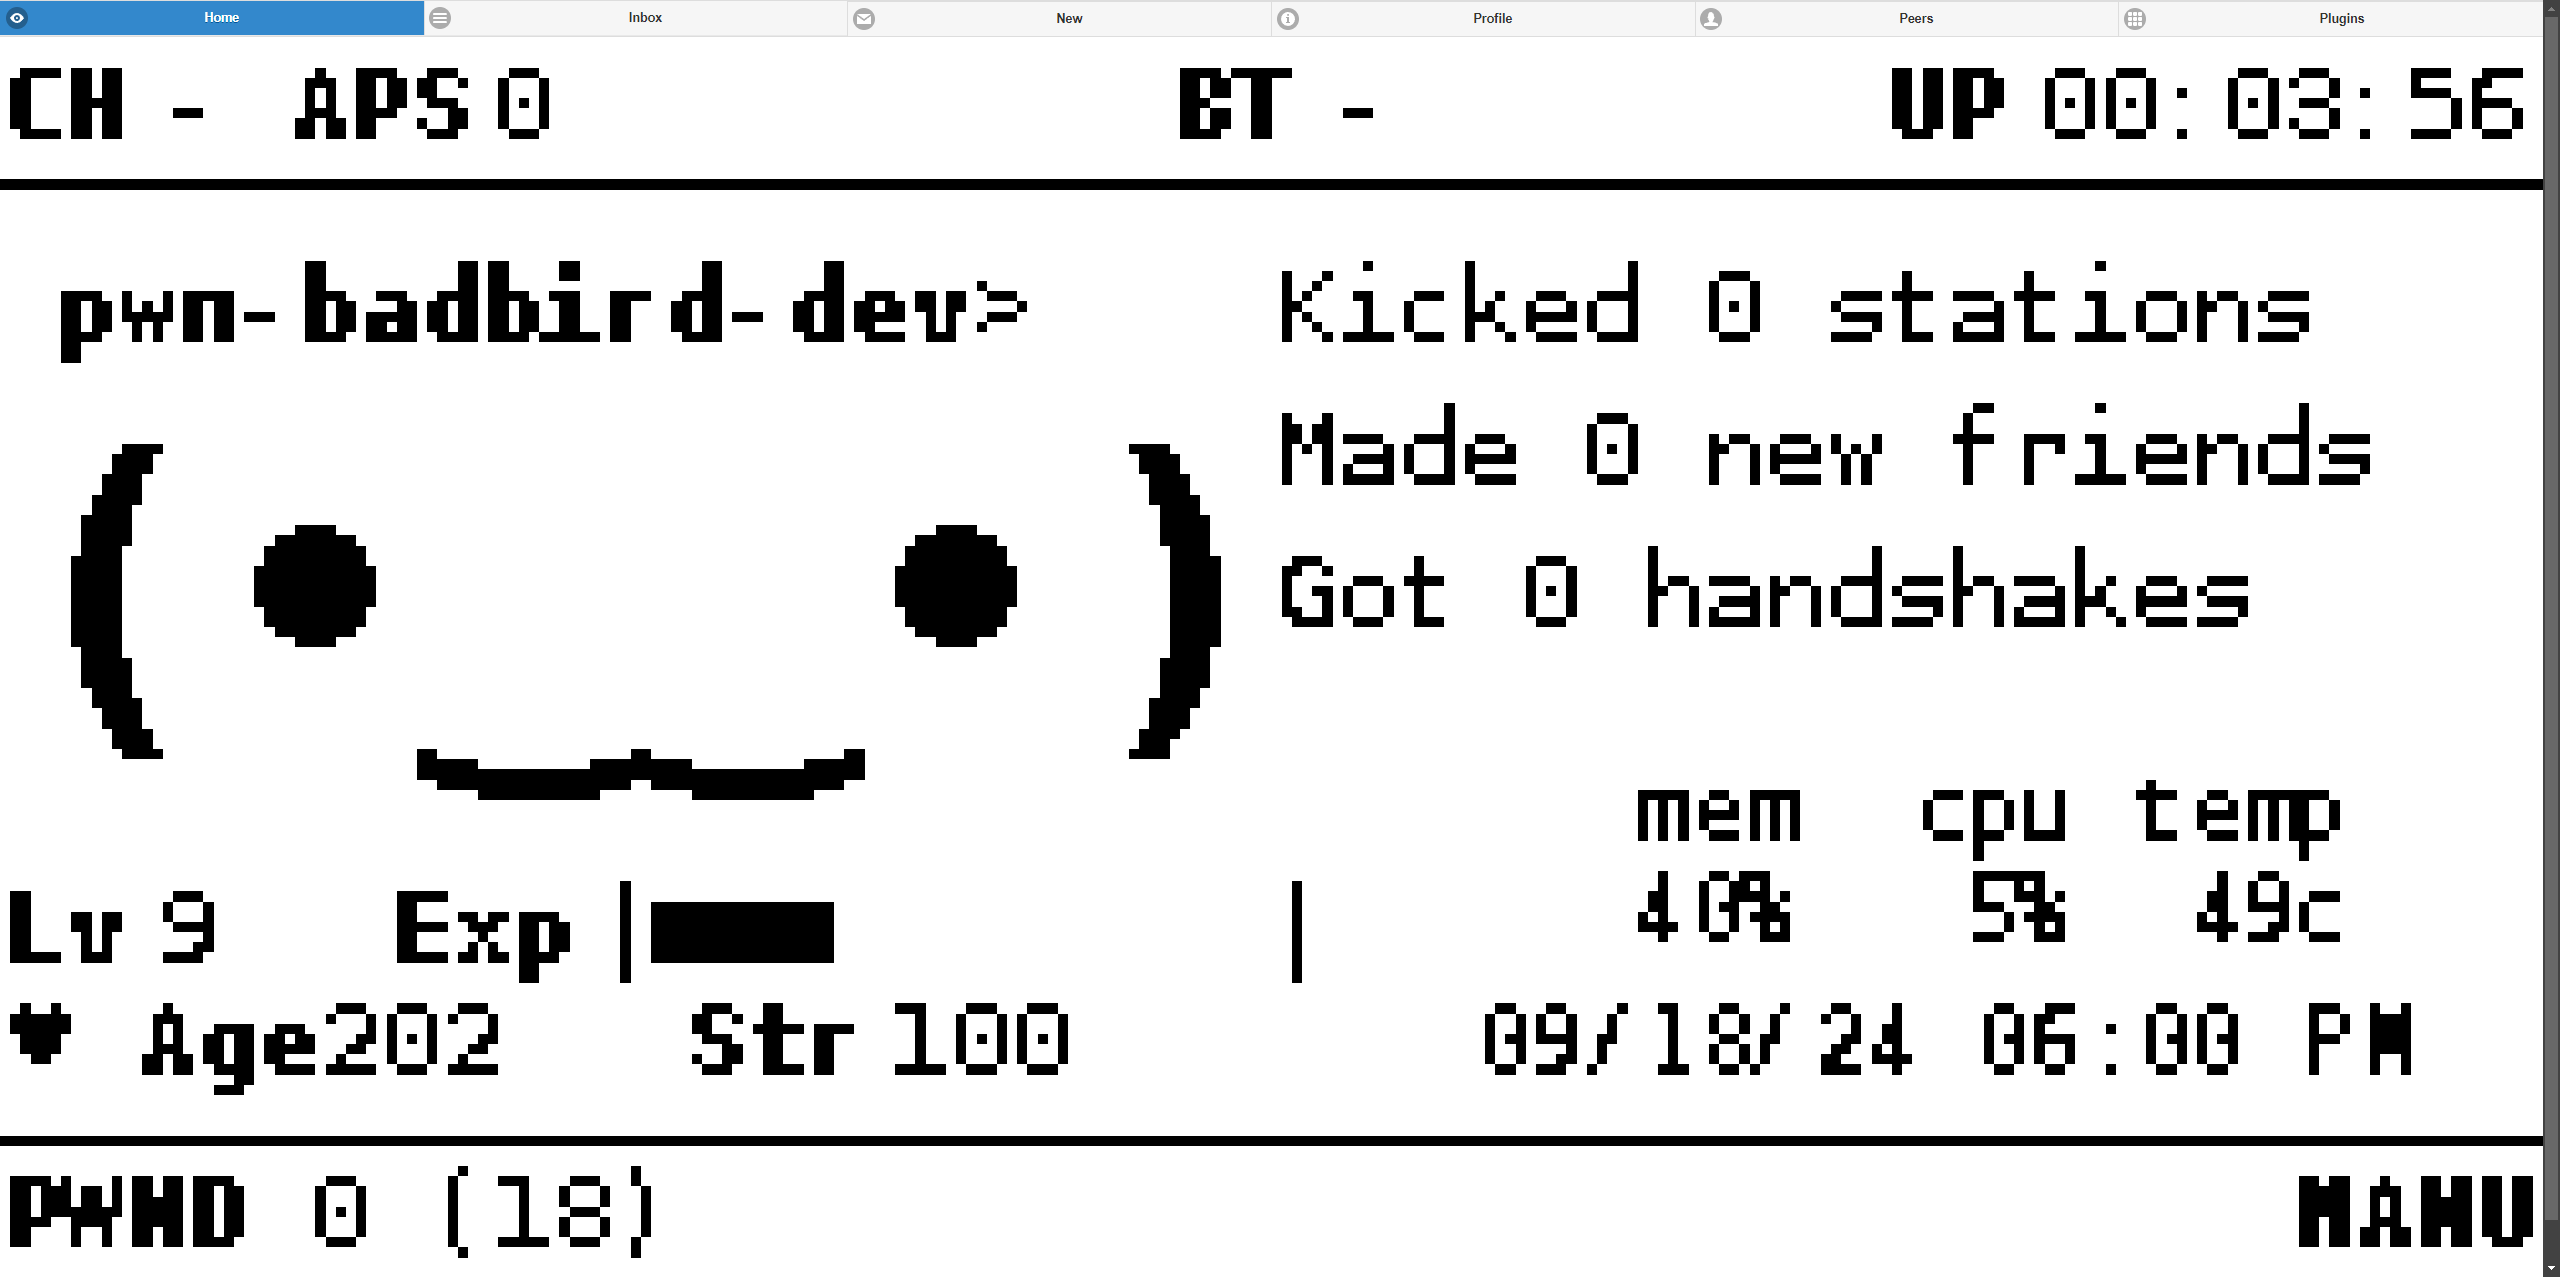 Home Inbox New Profile Peers Plugins
CH - APS 0 BT - UP 00:03:56
pwn-badbird-dev>
Kicked 0 stations
Made 0 new friends
Got 0 handshakes
mem cpu temp
40% 5% 49c
Lv 9 Exp | |
♥ Age 202 Str 100 09/18/24 06:00 PM
PWND 0 (18) MANU